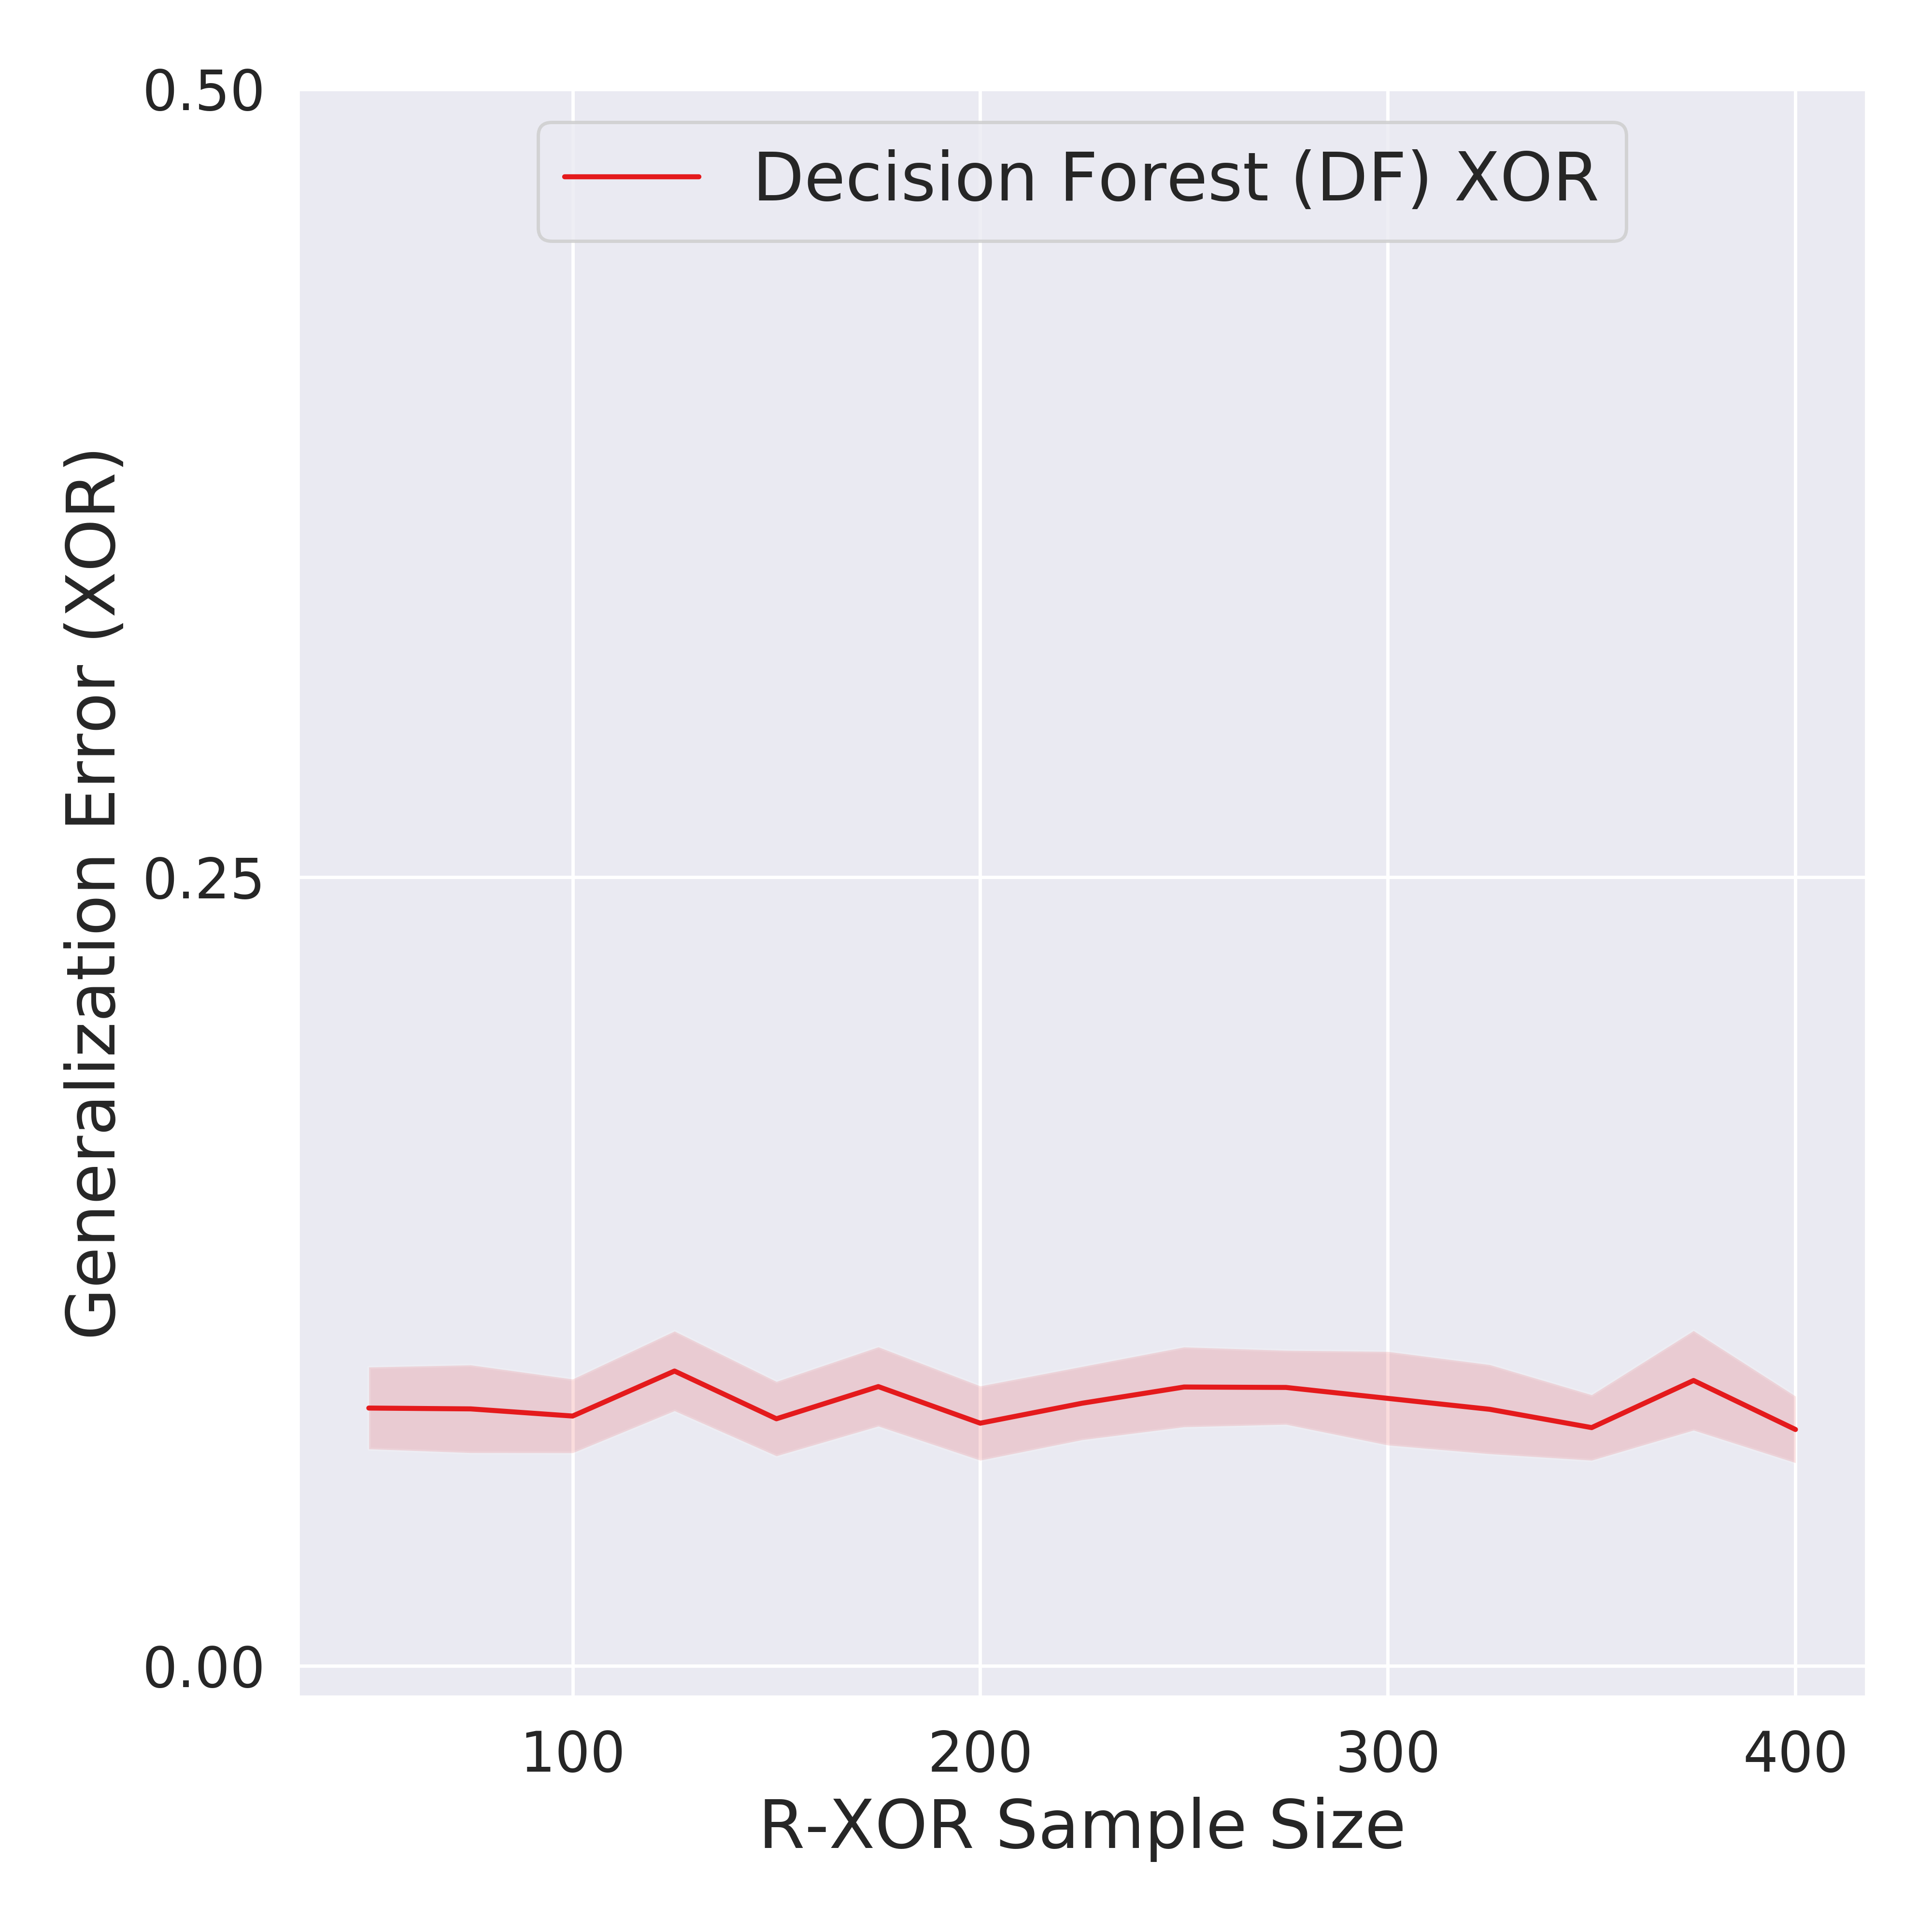 Decision Forest (DF) XOR
Generalization Error (XOR)
0.50
0.25
0.00
100 200 300 400
R-XOR Sample Size